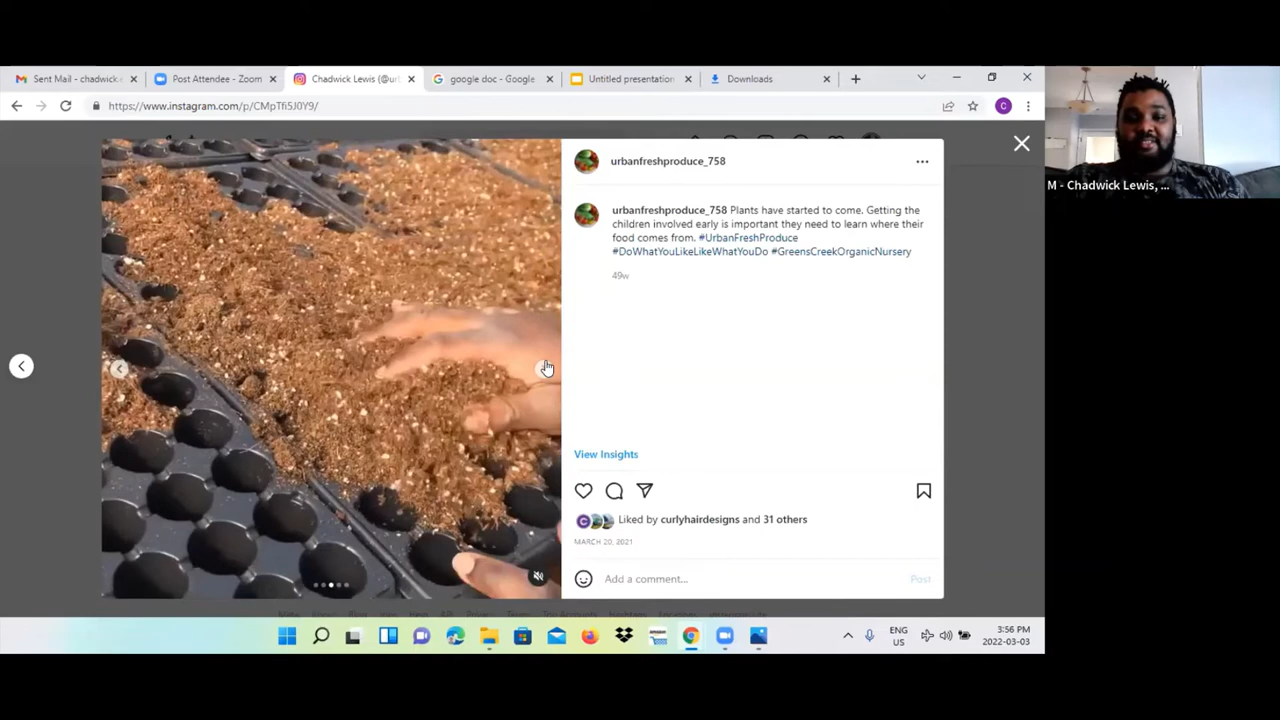 Sent Mail - chadwick
Post Attendee - Zoom
Chadwick Lewis (@url
google doc - Google
Untitled presentation
Downloads
https://www.instagram.com/p/CMpTfi5J0Y9/
C
M - Chadwick Lewis, ...
urbanfreshproduce_758
urbanfreshproduce_758 Plants have started to come. Getting the
children involved early is important they need to learn where their
food comes from. #UrbanFreshProduce
#DoWhatYouLikeLikeWhatYouDo #GreensCreekOrganicNursery
49w
View Insights
Liked by curlyhairdesigns and 31 others
MARCH 20, 2021
Add a comment...
Post
ENG
US
3:56 PM
2022-03-03